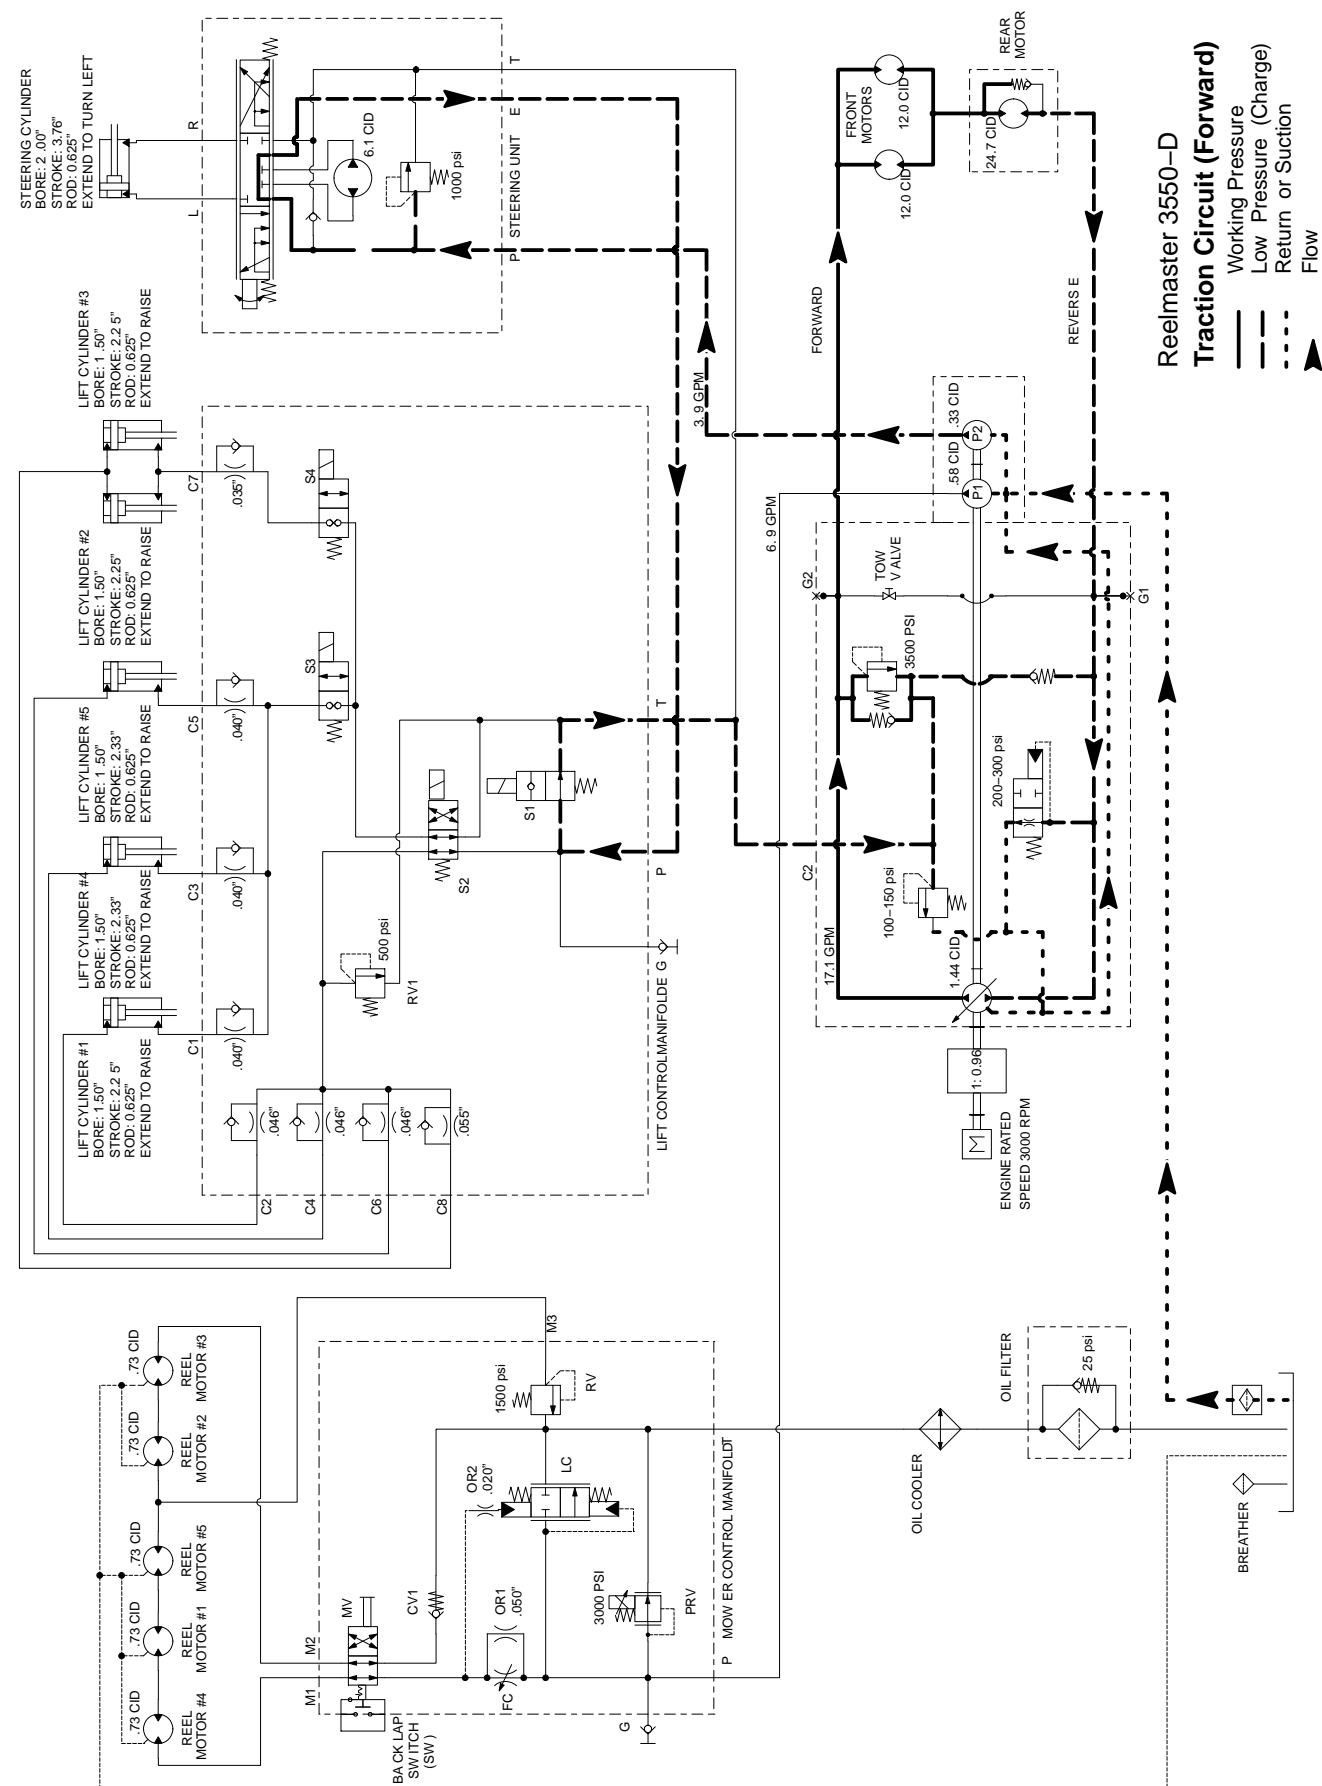 STEERING CYLINDER
BORE: 2 .00"
STROKE: 3.76"
ROD: 0.625"
EXTEND TO TURN LEFT
L
R
6.1 CID
1000 psi
STEERING UNIT
P
E
T
LIFT CYLINDER #1
BORE: 1.50"
STROKE: 2.2 5"
ROD: 0.625"
EXTEND TO RAISE
LIFT CYLINDER #4
BORE: 1.50"
STROKE: 2.33"
ROD: 0.625"
EXTEND TO RAISE
LIFT CYLINDER #5
BORE: 1 .50"
STROKE: 2.33"
ROD: 0.625"
EXTEND TO RAISE
LIFT CYLINDER #2
BORE: 1.50"
STROKE: 2.25"
ROD: 0.625"
EXTEND TO RAISE
LIFT CYLINDER #3
BORE: 1 .50"
STROKE: 2.2 5"
ROD: 0.625"
EXTEND TO RAISE
C1
C3
C5
C7
.040"
.040"
.040"
.035"
S3
S4
.046"
.046"
.046"
.055"
C2
C4
C6
C8
500 psi
RV1
S2
S1
LIFT CONTROLMANIFOLDE
G
P
T
3. 9 GPM
6. 9 GPM
FORWARD
REVERS E
FRONT
MOTORS
12.0 CID
12.0 CID
REAR
MOTOR
24.7 CID
.58 CID
.33 CID
P1
P2
G2
G1
TOW
V ALVE
3500 PSI
200–300 psi
100–150 psi
C2
17.1 GPM
1.44 CID
1: 0.96
M
ENGINE RATED
SPEED 3000 RPM
Reelmaster 3550–D
Traction Circuit (Forward)
Working Pressure
Low Pressure (Charge)
Return or Suction
Flow
.73 CID
REEL
MOTOR #4
.73 CID
REEL
MOTOR #1
.73 CID
REEL
MOTOR #5
.73 CID
REEL
MOTOR #2
.73 CID
REEL
MOTOR #3
M1
M2
M3
MV
BA CK LAP
SW ITCH
(SW )
CV1
FC
OR1
.050"
OR2
.020"
LC
1500 psi
RV
3000 PSI
PRV
G
P
MOW ER CONTROL MANIFOLDT
OIL COOLER
OIL FILTER
25 psi
BREATHER